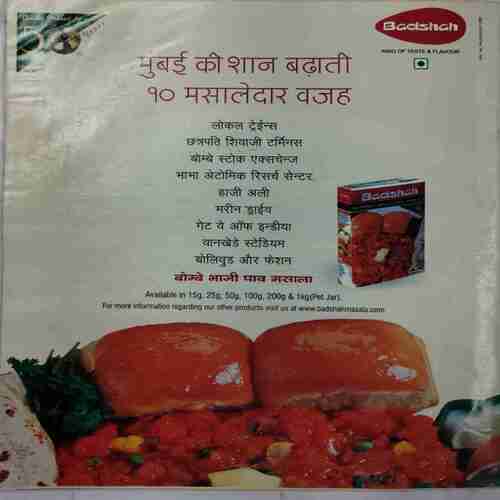 Badshah
KING OF TASTE & FLAVOUR
मुंबई की शान बढ़ाती
१० मसालेदार वजह
लोकल ट्रेईन्स
छत्रपति शिवाजी टर्मिनस
बोम्बे स्टोक एक्सचेन्ज
भाभा अेटोमिक रिसर्च सेन्टर
हाजी अली
मरीन ड्राईव
गेट वे ऑफ इन्डीया
वानखेडे स्टेडियम
बोलिवुड और फेशन
बोम्बे भाजी पाव मसाला
Badshah
Available in 15g, 25g, 50g, 100g, 200g & 1kg(Pet Jar).
For more information regarding our other products visit us at www.badshahmasala.com